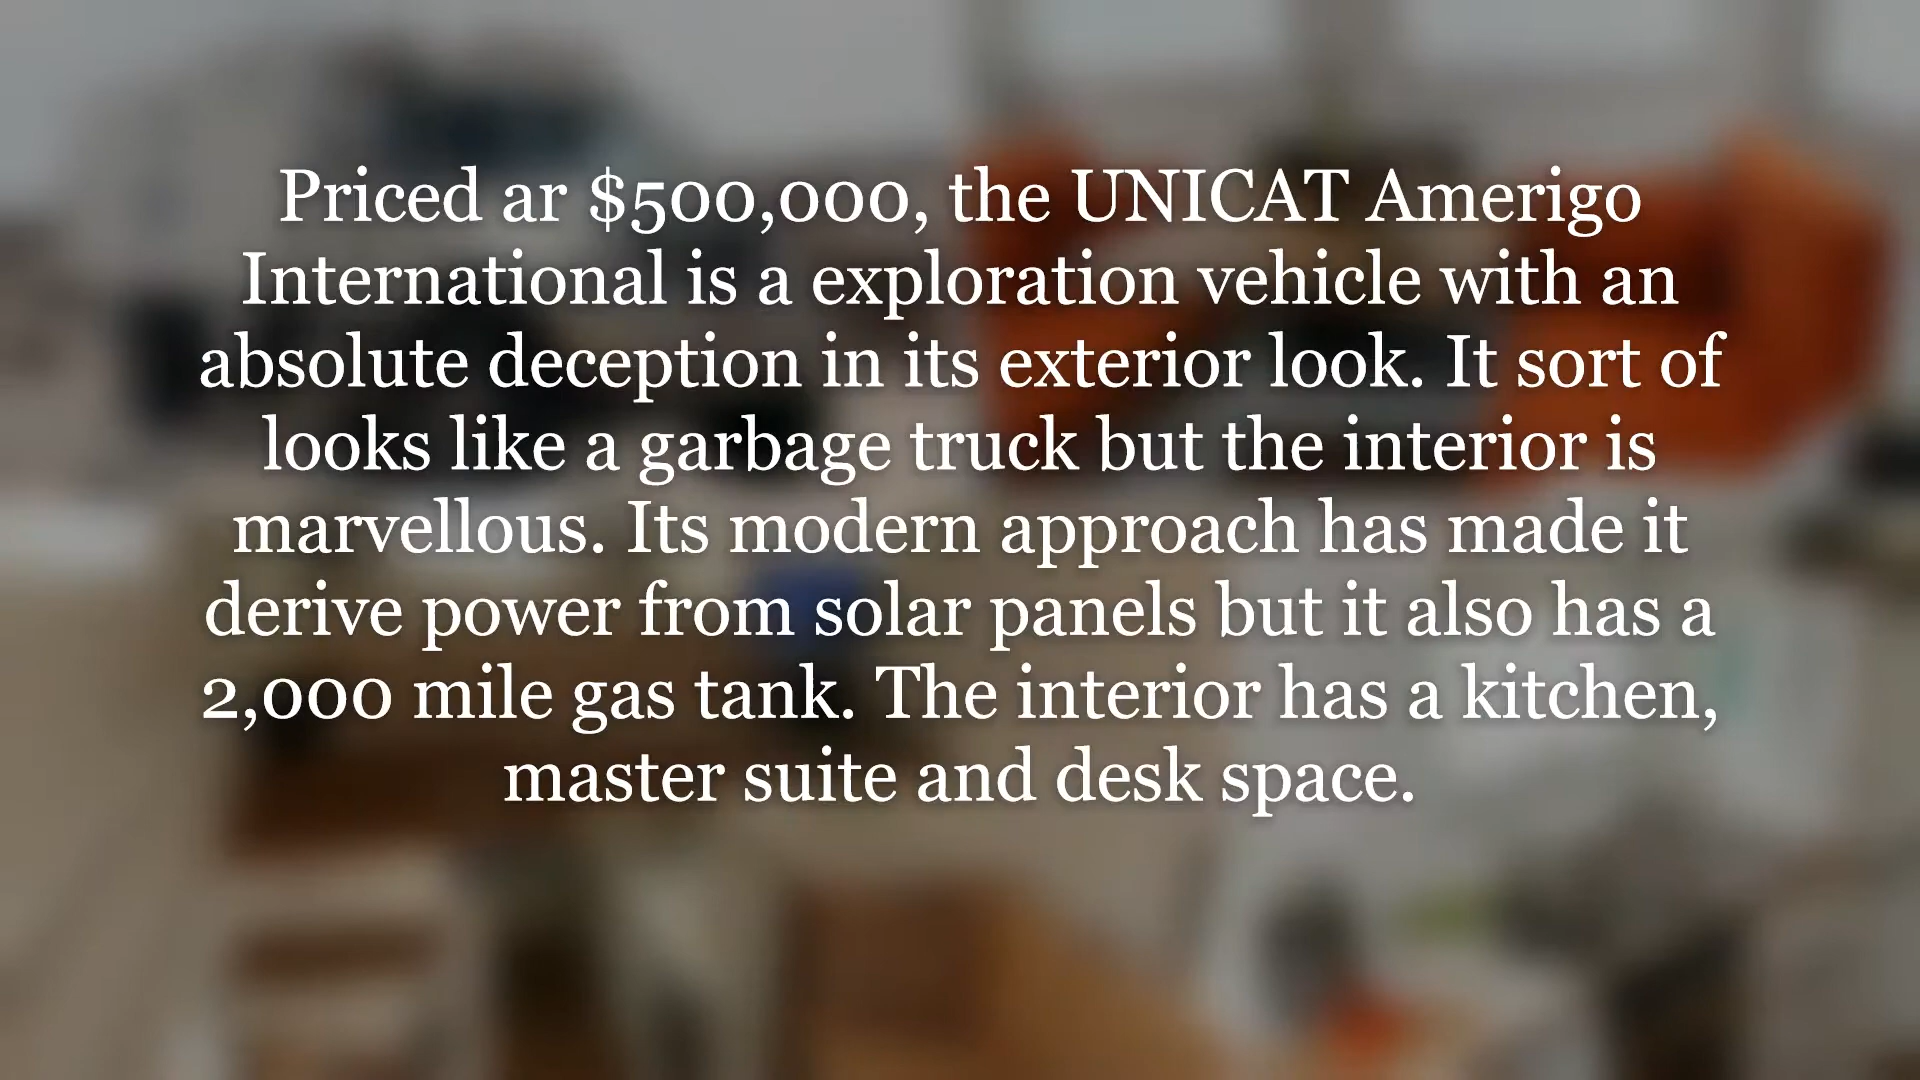 Priced ar $500,000, the UNICAT Amerigo
International is a exploration vehicle with an
absolute deception in its exterior look. It sort of
looks like a garbage truck but the interior is
marvellous. Its modern approach has made it
derive power from solar panels but it also has a
2,000 mile gas tank. The interior has a kitchen,
master suite and desk space.